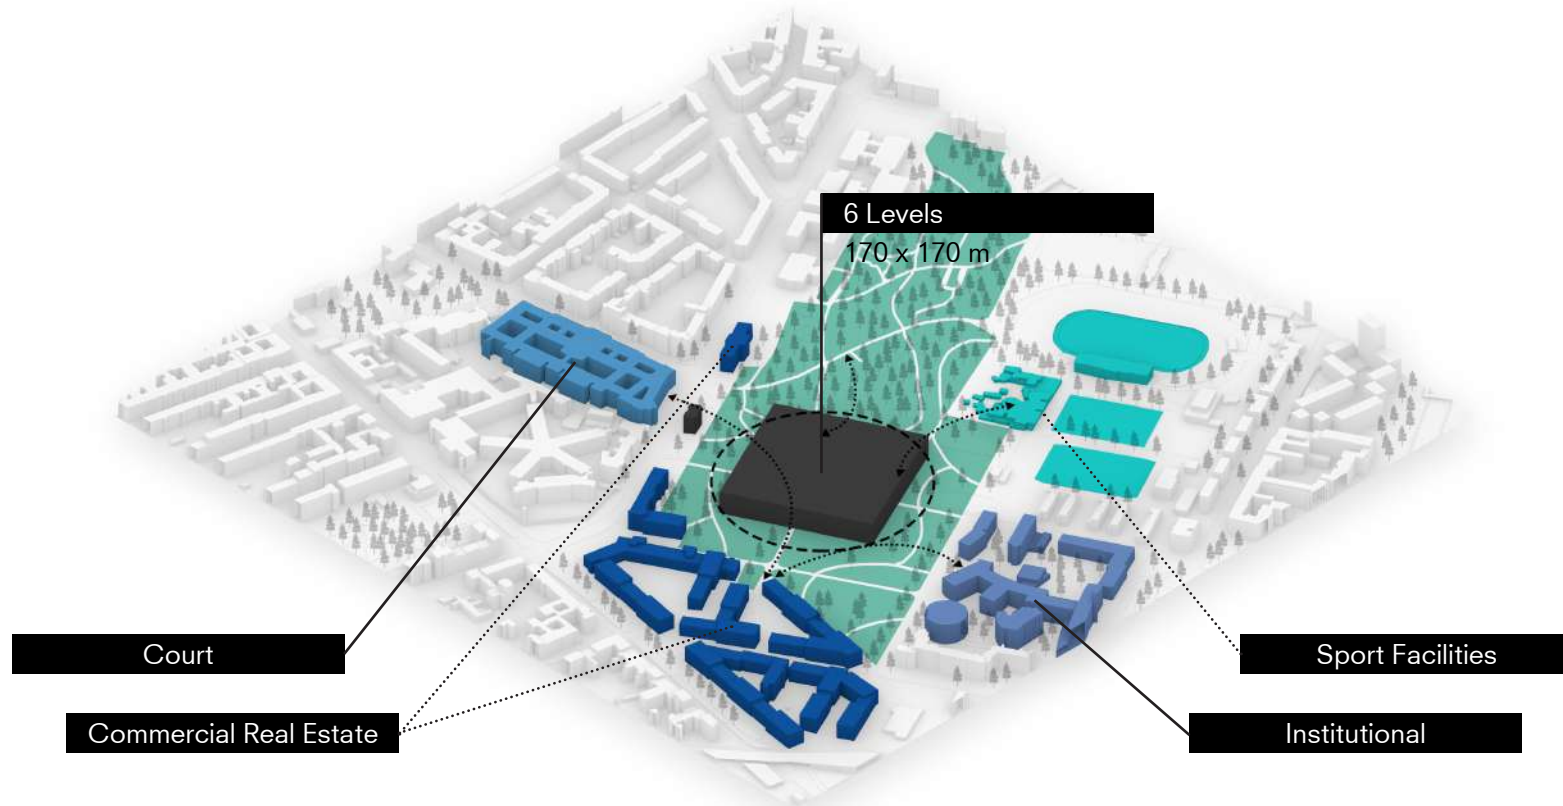 6 Levels
170 x 170 m
Court
Sport Facilities
Commercial Real Estate
Institutional